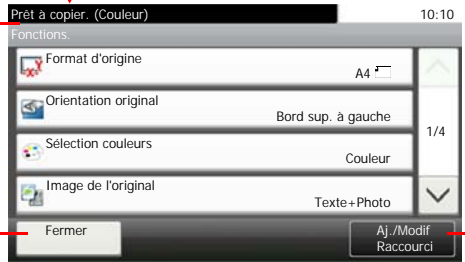 Prêt à copier. (Couleur)
10:10
Fonctions.
Format d'origine
A4
Orientation original
Bord sup. à gauche
1/4
Sélection couleurs
Couleur
Image de l'original
Texte+Photo
Fermer
Aj./Modif
Raccourci